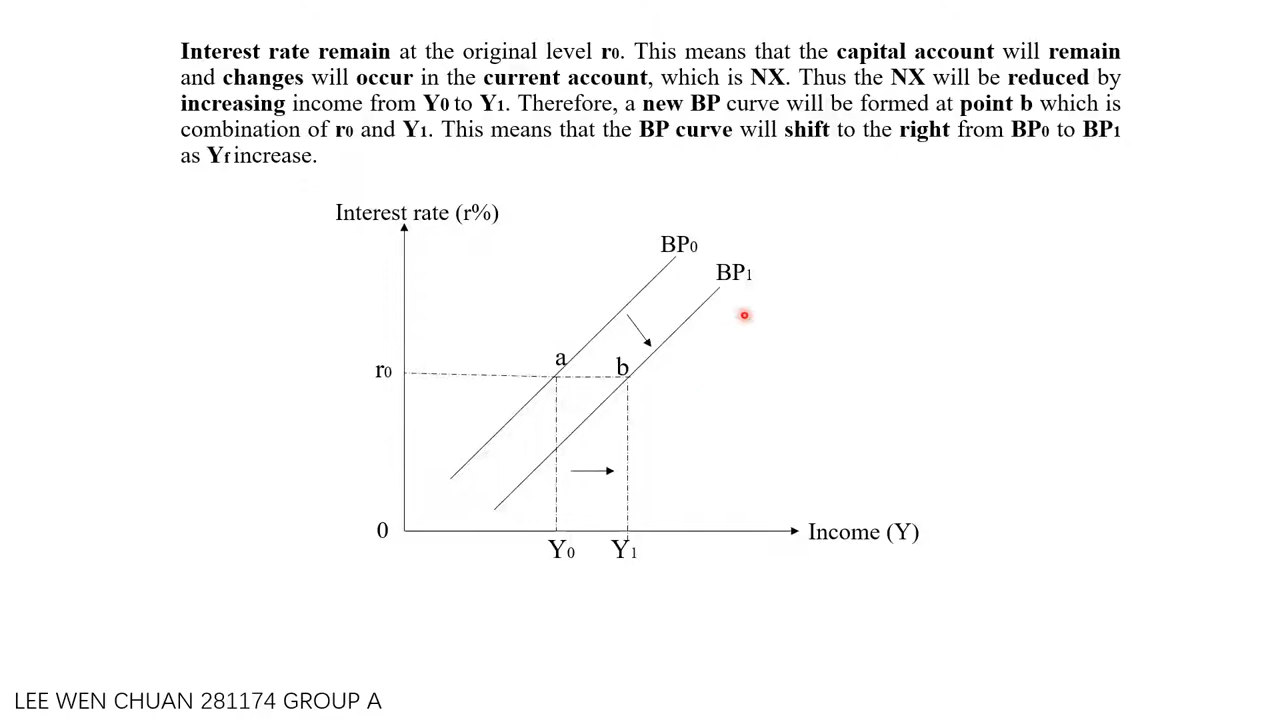 Interest rate remain at the original level r0. This means that the capital account will remain
and changes will occur in the current account, which is NX. Thus the NX will be reduced by
increasing income from Y0 to Y1. Therefore, a new BP curve will be formed at point b which is
combination of r0 and Y1. This means that the BP curve will shift to the right from BP0 to BP1
as Yf increase.
Interest rate (r%)
BP0
BP1
a
b
r0
0
Income (Y)
Y0
Y1
LEE WEN CHUAN 281174 GROUP A